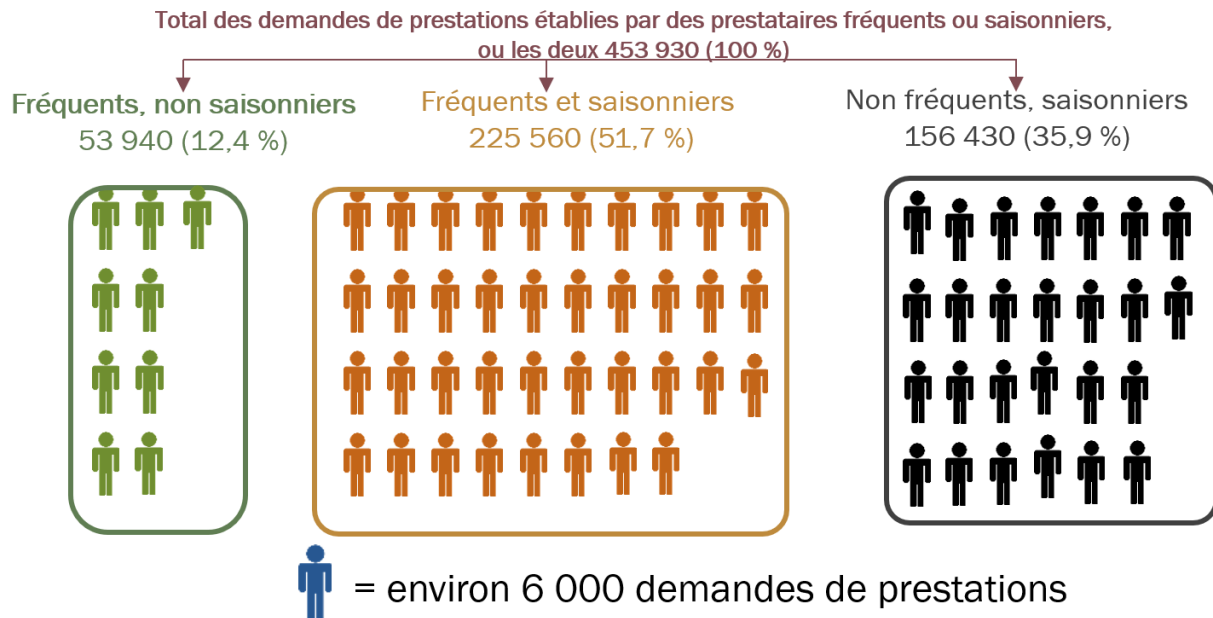 Total des demandes de prestations établies par des prestataires fréquents ou saisonniers,
ou les deux 453 930 (100 %)
Fréquents, non saisonniers
53 940 (12,4 %)
Fréquents et saisonniers
225 560 (51,7 %)
Non fréquents, saisonniers
156 430 (35,9 %)
= environ 6 000 demandes de prestations